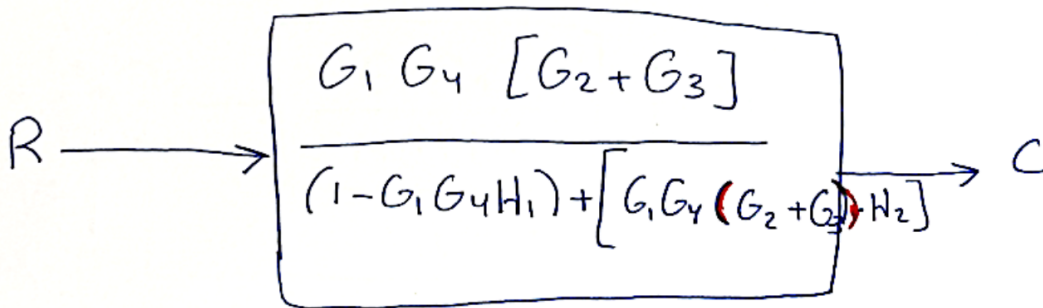 G₁ G₄ [G₂ + G₃]
R
C
(1 - G₁ G₄ H₁) + [G₁ G₄ (G₂ + G₃) · H₂]